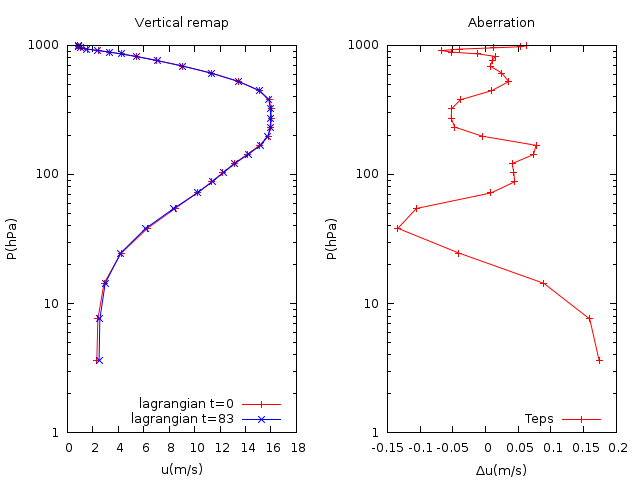 Vertical remap
1000
100
10
1
P(hPa)
lagrangian t=0
lagrangian t=83
0 2 4 6 8 10 12 14 16 18
u(m/s)
Aberration
1000
100
10
1
P(hPa)
Teps
-0.15 -0.1 -0.05 0 0.05 0.1 0.15 0.2
Δu(m/s)